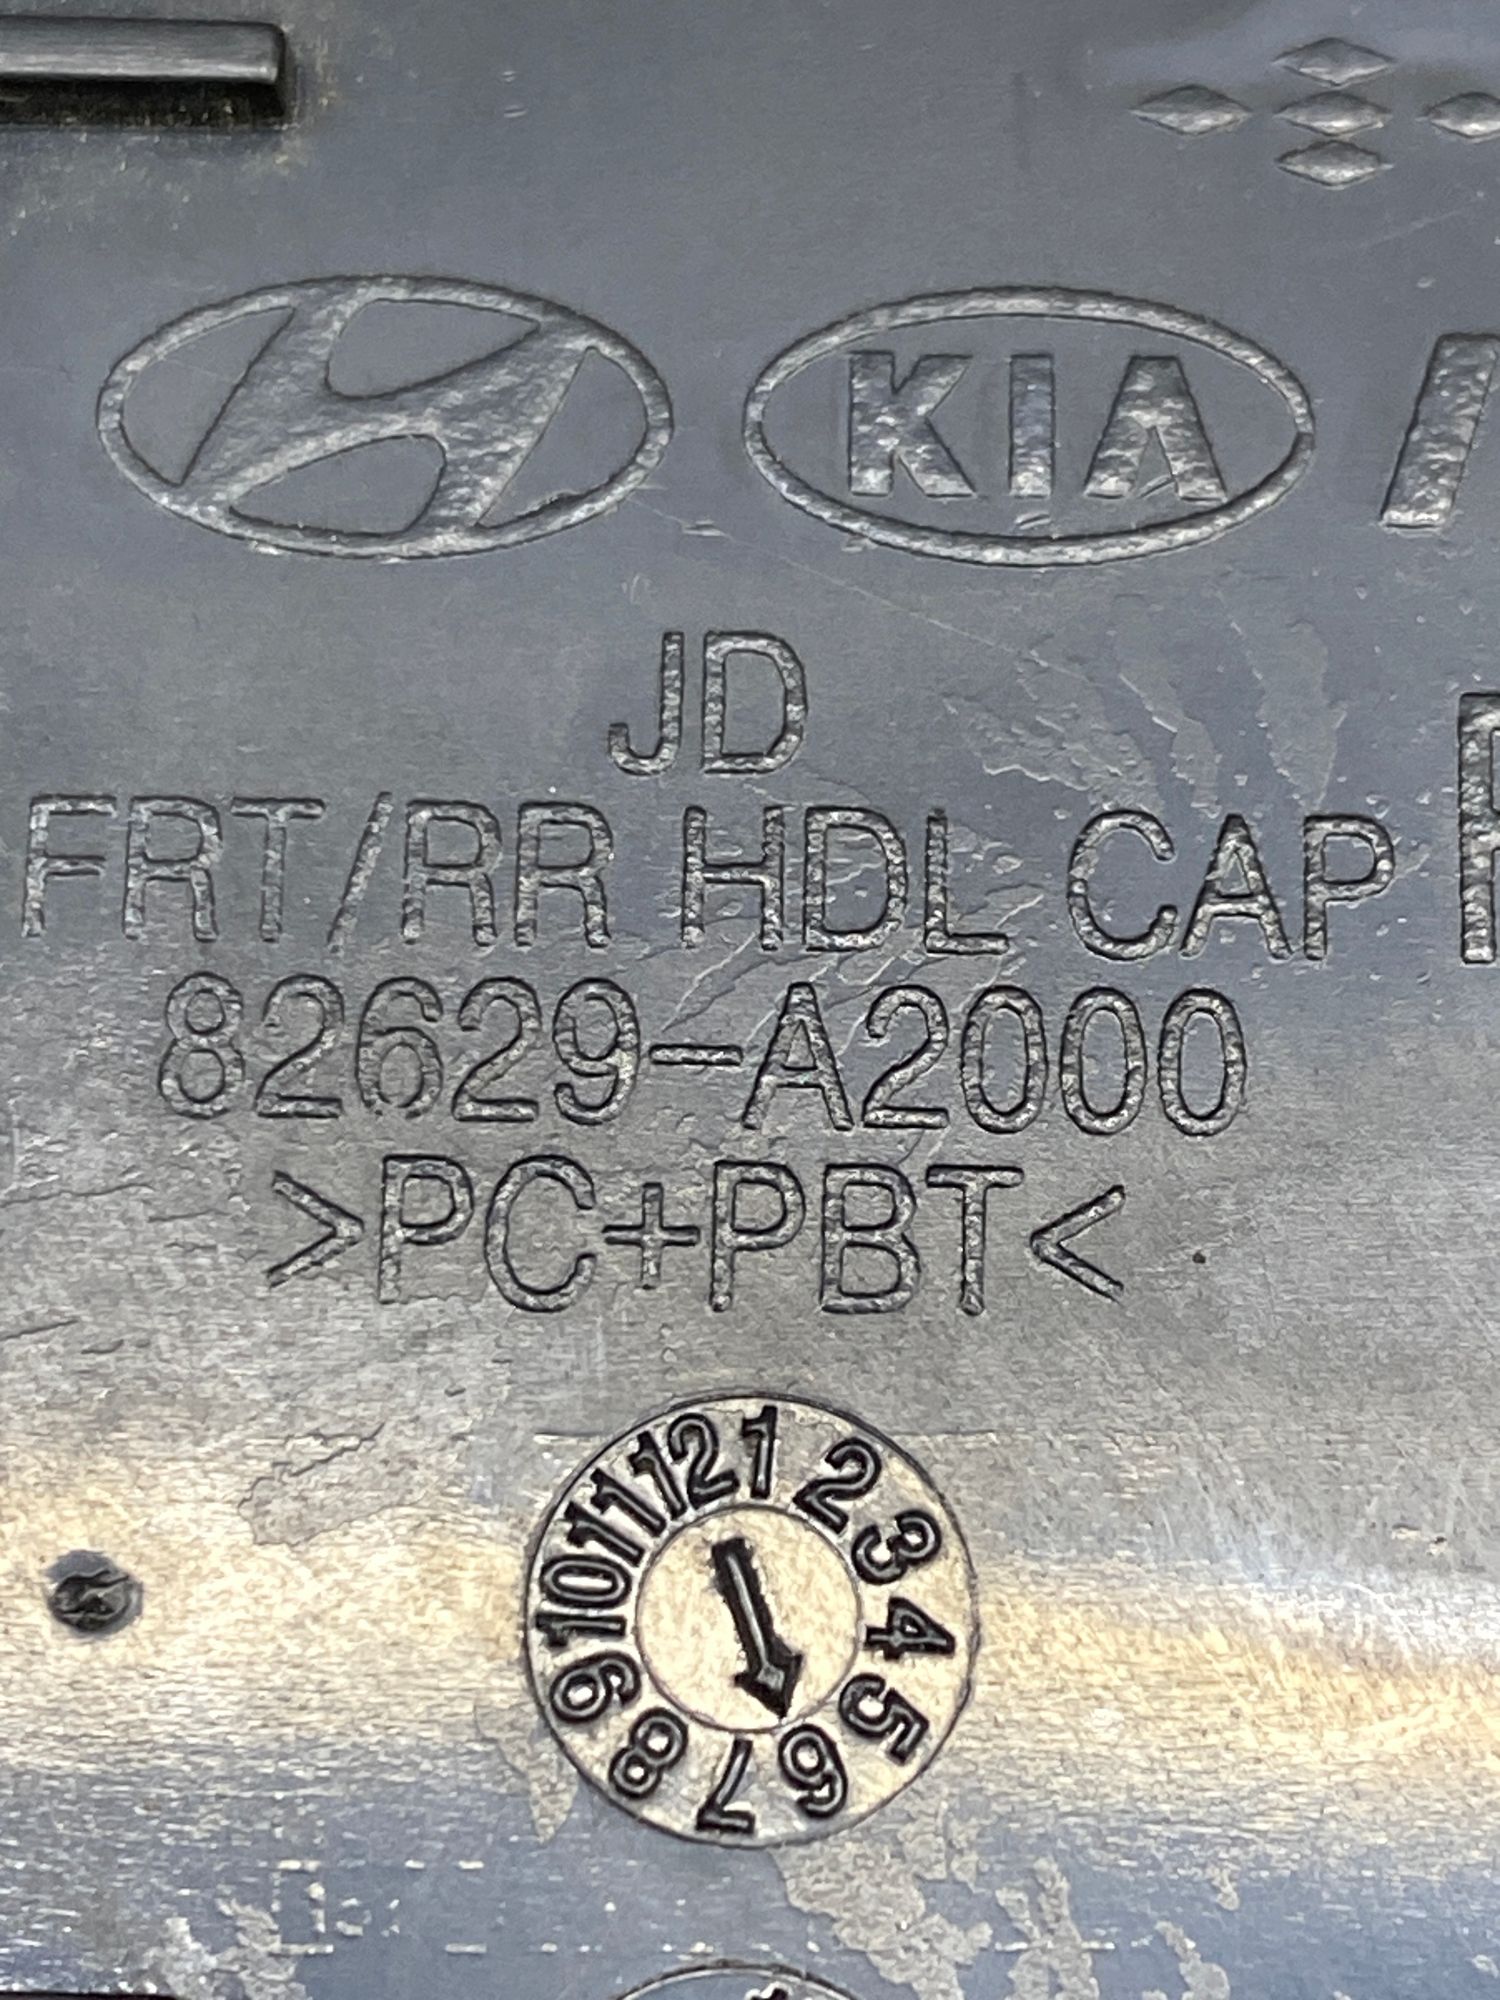 KIA
JD
FRT/RR HDL CAP
82629-A2000
>PC+PBT<
1 2 3 4 5 6 7 8 9 10 11 12